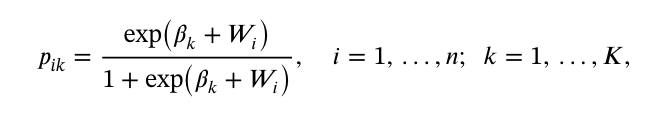 p_{ik} = \frac{\exp(\beta_k + W_i)}{1 + \exp(\beta_k + W_i)}, \quad i = 1, \ldots, n; \; k = 1, \ldots, K,